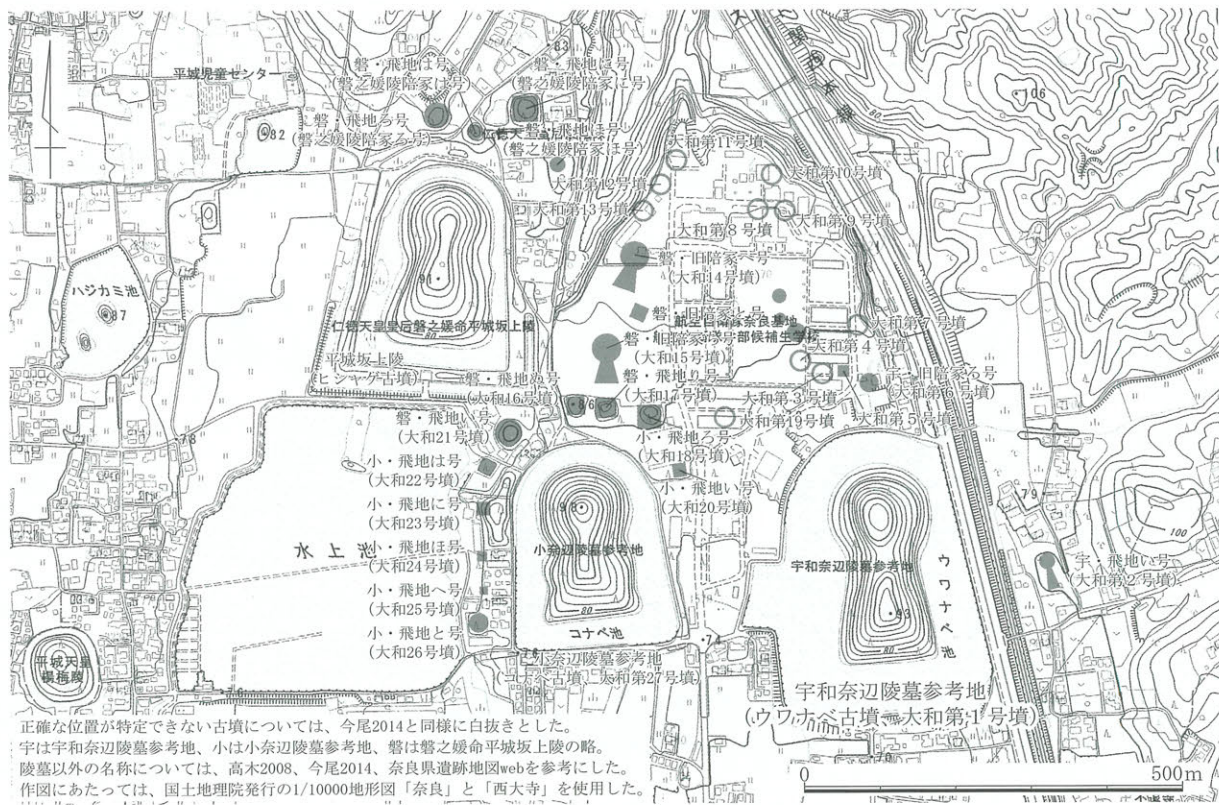 平城児童センター
磐・飛地は号
(磐之媛陵陪冢は号)
磐・飛地に号
(磐之媛陵陪冢に号)
磐・飛地ろ号
(磐之媛陵陪冢ろ号)
磐・飛地ほ号
(磐之媛陵陪冢ほ号)
83
82
106
大和第11号墳
大和第10号墳
大和第12号墳
大和第13号墳
大和第8号墳
大和第9号墳
磐・旧陪冢へ号
(大和14号墳)
磐・旧陪冢と号
航空自衛隊奈良基地
大和第7号墳
大和第4号墳
(大和15号墳)
磐・飛地り号
(大和17号墳)
宇・旧陪冢ろ号
(大和第6号墳)
大和第3号墳
大和第5号墳
大和第19号墳
ハジカミ池
87
91
仁徳天皇皇后磐之媛命平城坂上陵
平城坂上陵
(ヒシャゲ古墳)
磐・飛地ぬ号
(大和16号墳)
86
磐・飛地い号
(大和21号墳)
小・飛地ろ号
(大和18号墳)
小・飛地い号
(大和20号墳)
小・飛地は号
(大和22号墳)
小・飛地に号
(大和23号墳)
小・飛地ほ号
(大和24号墳)
小・飛地へ号
(大和25号墳)
小・飛地と号
(大和26号墳)
78
79
100
水上池
小奈辺陵墓参考地
コナベ池
80
宇和奈辺陵墓参考地
ウワナベ池
93
74
宇・飛地い号
(大和第2号墳)
平城天皇
楊梅陵
小奈辺陵墓参考地
(コナベ古墳、大和第27号墳)
宇和奈辺陵墓参考地
(ウワナベ古墳、大和第1号墳)
正確な位置が特定できない古墳については、今尾2014と同様に白抜きとした。
宇は宇和奈辺陵墓参考地、小は小奈辺陵墓参考地、磐は磐之媛命平城坂上陵の略。
陵墓以外の名称については、高木2008、今尾2014、奈良県遺跡地図webを参考にした。
作図にあたっては、国土地理院発行の1/10000地形図「奈良」と「西大寺」を使用した。
0 500m